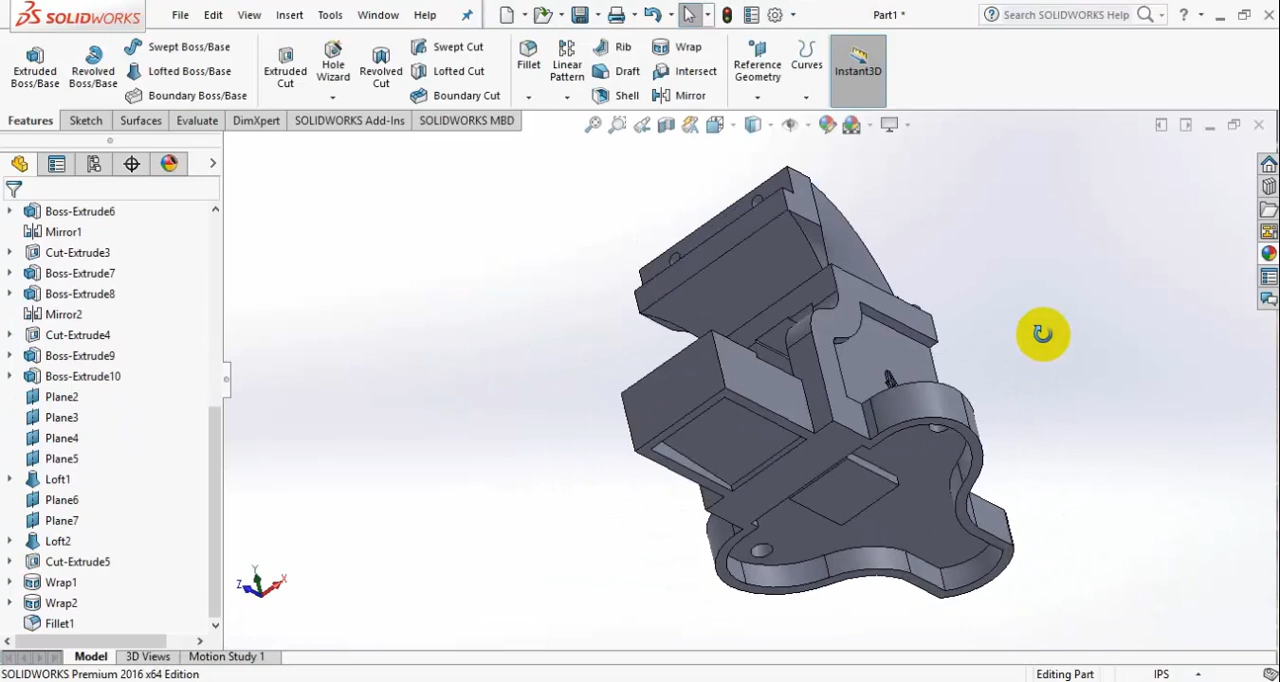 SOLIDWORKS
File Edit View Insert Tools Window Help
Part1 *
Search SOLIDWORKS Help
?
Extruded Boss/Base
Revolved Boss/Base
Swept Boss/Base
Lofted Boss/Base
Boundary Boss/Base
Extruded Cut
Hole Wizard
Revolved Cut
Swept Cut
Lofted Cut
Boundary Cut
Fillet
Linear Pattern
Rib
Draft
Shell
Wrap
Intersect
Mirror
Reference Geometry
Curves
Instant3D
Features Sketch Surfaces Evaluate DimXpert SOLIDWORKS Add-Ins SOLIDWORKS MBD
Boss-Extrude6
Mirror1
Cut-Extrude3
Boss-Extrude7
Boss-Extrude8
Mirror2
Cut-Extrude4
Boss-Extrude9
Boss-Extrude10
Plane2
Plane3
Plane4
Plane5
Loft1
Plane6
Plane7
Loft2
Cut-Extrude5
Wrap1
Wrap2
Fillet1
Y
Z
X
Model 3D Views Motion Study 1
SOLIDWORKS Premium 2016 x64 Edition
Editing Part
IPS